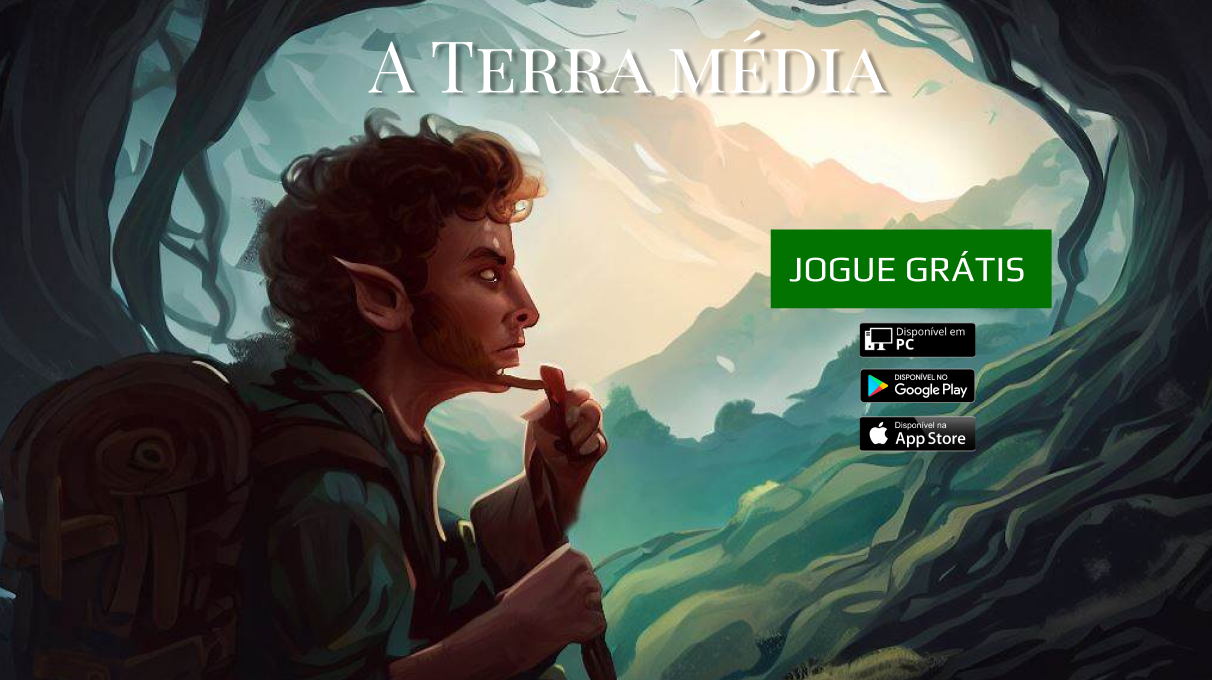 A Terra média
JOGUE GRÁTIS
Disponível em
PC
DISPONÍVEL NO
Google Play
Disponível na
App Store